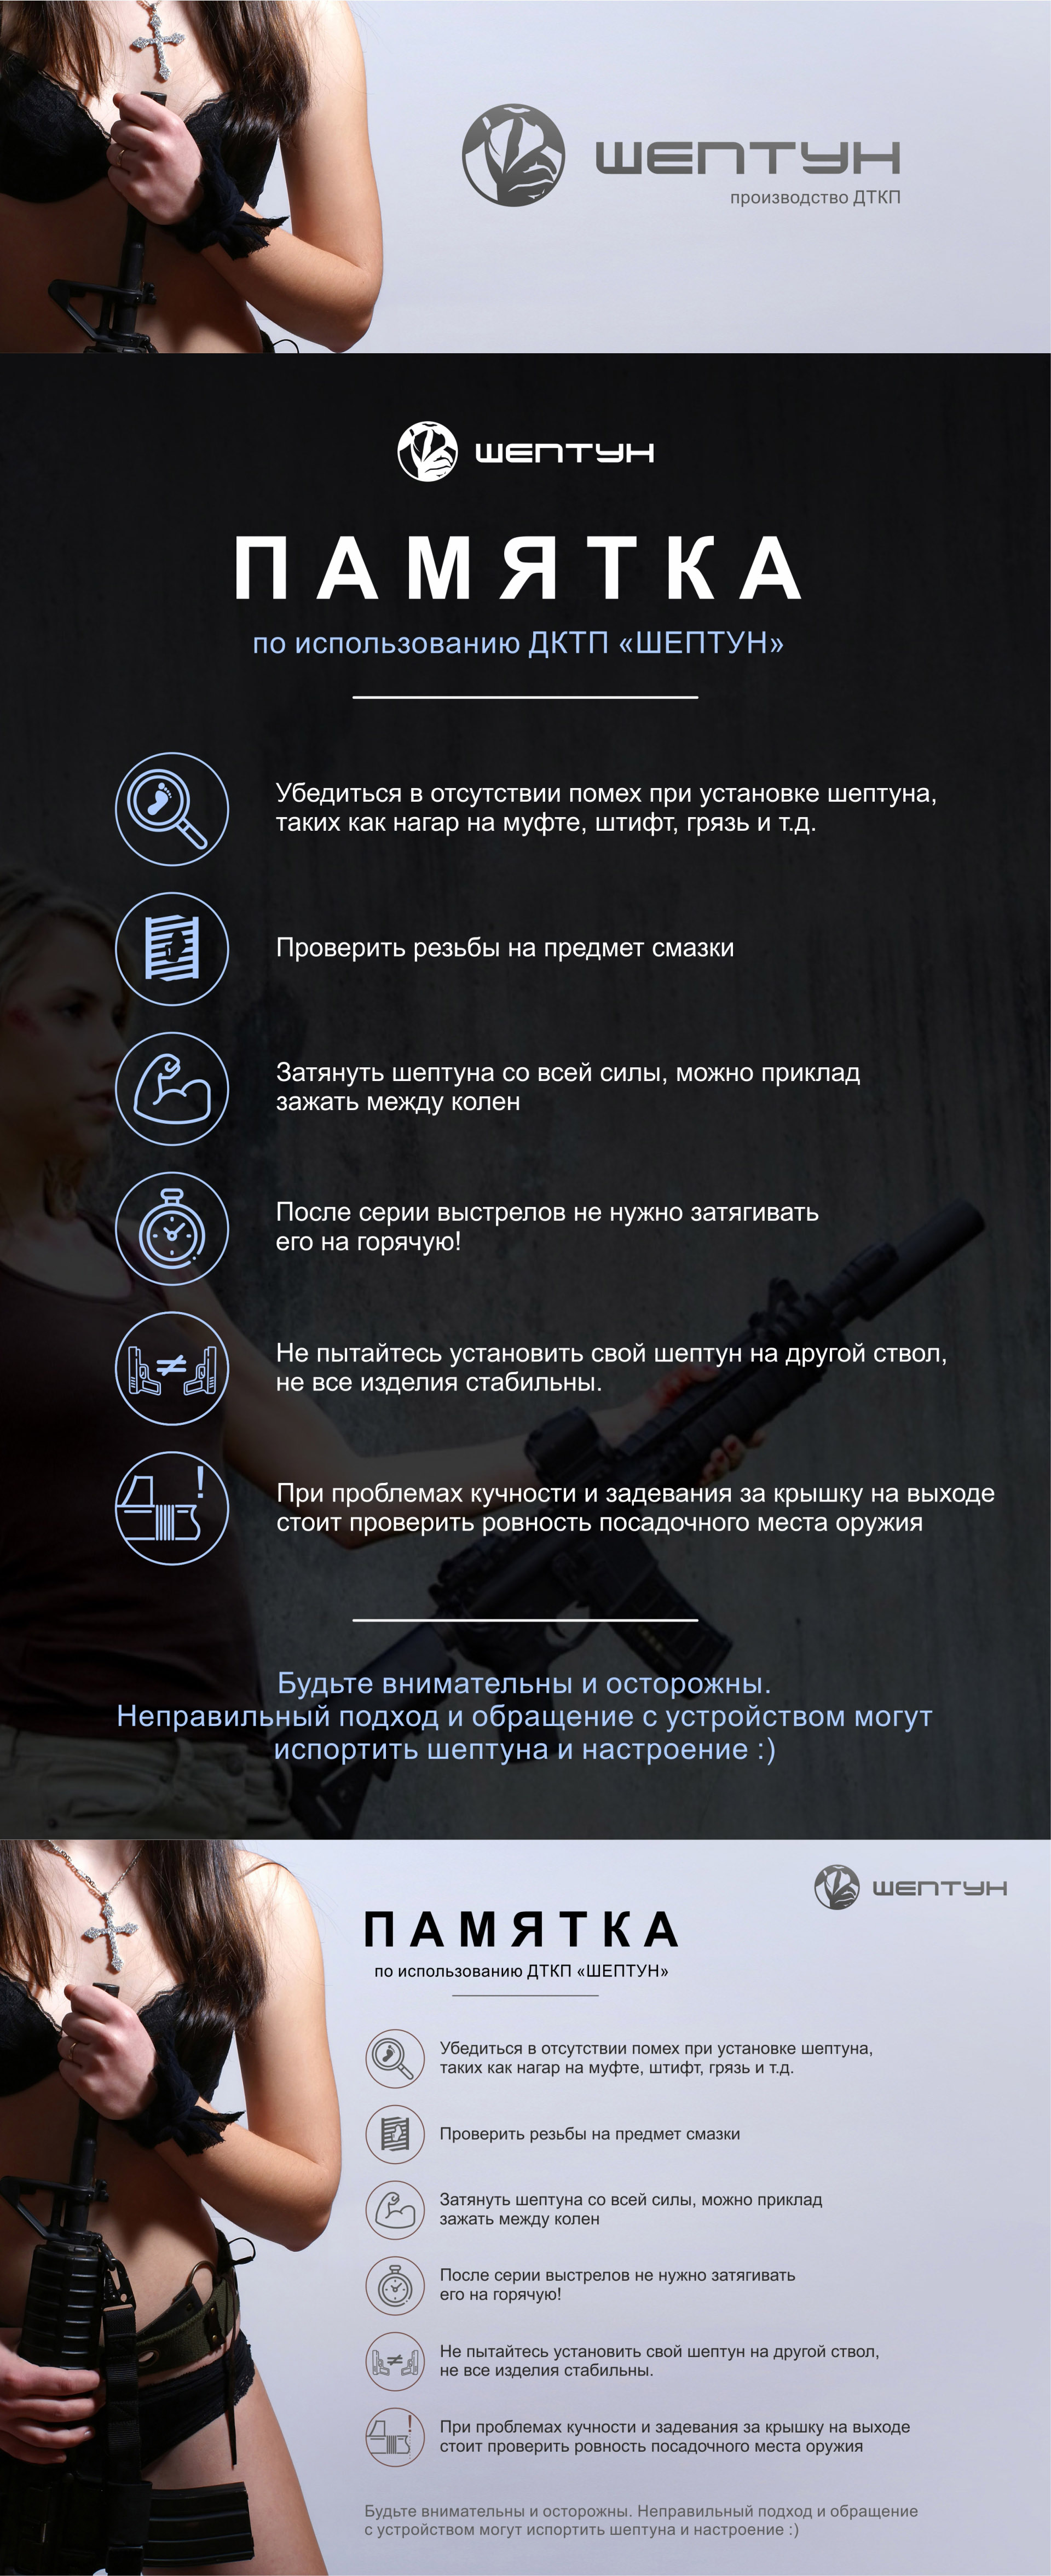 ШЕПТУН
производство ДТКП
ШЕПТУН
ПАМЯТКА
по использованию ДКТП «ШЕПТУН»
Убедиться в отсутствии помех при установке шептуна,
таких как нагар на муфте, штифт, грязь и т.д.
Проверить резьбы на предмет смазки
Затянуть шептуна со всей силы, можно приклад
зажать между колен
После серии выстрелов не нужно затягивать
его на горячую!
Не пытайтесь установить свой шептун на другой ствол,
не все изделия стабильны.
При проблемах кучности и задевания за крышку на выходе
стоит проверить ровность посадочного места оружия
Будьте внимательны и осторожны.
Неправильный подход и обращение с устройством могут
испортить шептуна и настроение :)
ШЕПТУН
ПАМЯТКА
по использованию ДТКП «ШЕПТУН»
Убедиться в отсутствии помех при установке шептуна,
таких как нагар на муфте, штифт, грязь и т.д.
Проверить резьбы на предмет смазки
Затянуть шептуна со всей силы, можно приклад
зажать между колен
После серии выстрелов не нужно затягивать
его на горячую!
Не пытайтесь установить свой шептун на другой ствол,
не все изделия стабильны.
При проблемах кучности и задевания за крышку на выходе
стоит проверить ровность посадочного места оружия
Будьте внимательны и осторожны. Неправильный подход и обращение
с устройством могут испортить шептуна и настроение :)